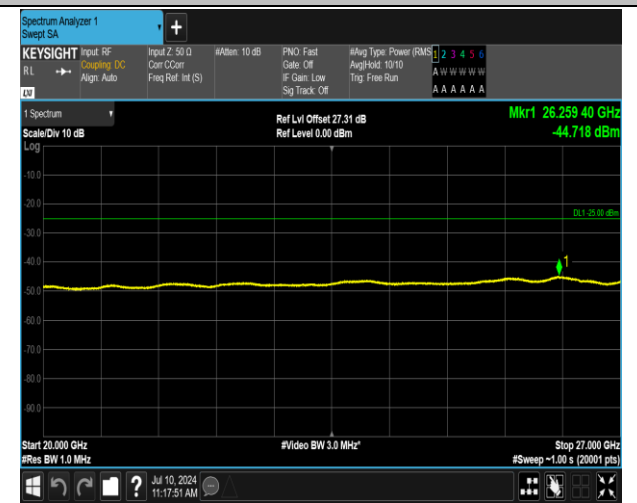 Spectrum Analyzer 1
Swept SA
+
KEYSIGHT Input: RF Input Z: 50 Ω #Atten: 10 dB PNO: Fast #Avg Type: Power (RMS 1 2 3 4 5 6
RL Coupling: DC Corr CCorr Gate: Off Avg|Hold: 10/10 A W W W W W
Align: Auto Freq Ref: Int (S) IF Gain: Low Trig: Free Run
Sig Track: Off A A A A A A
LXI
1 Spectrum Ref Lvl Offset 27.31 dB Mkr1 26.259 40 GHz
Scale/Div 10 dB Ref Level 0.00 dBm -44.718 dBm
Log
-10.0
-20.0
DL1 -25.00 dBm
-30.0
-40.0
1
-50.0
-60.0
-70.0
-80.0
-90.0
Start 20.000 GHz #Video BW 3.0 MHz* Stop 27.000 GHz
#Res BW 1.0 MHz #Sweep ~1.00 s (20001 pts)
? Jul 10, 2024
11:17:51 AM